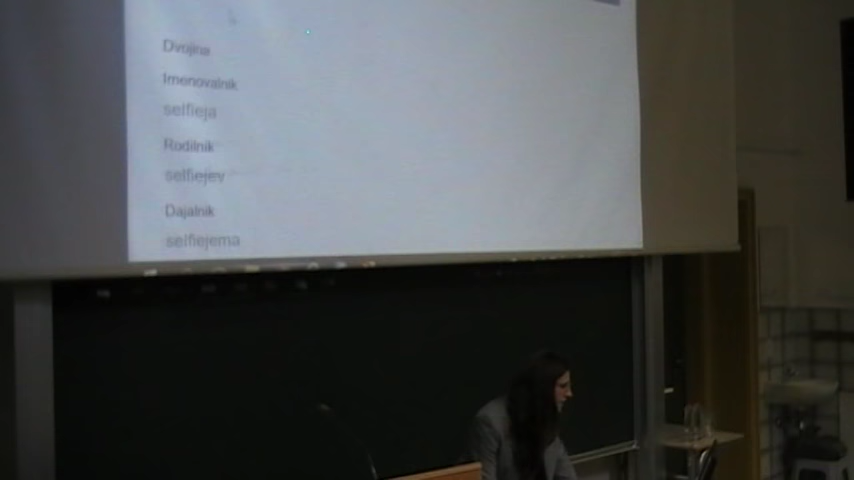 Dvojina
Imenovalnik
selfieja
Rodilnik
selfiejev
Dajalnik
selfiejema